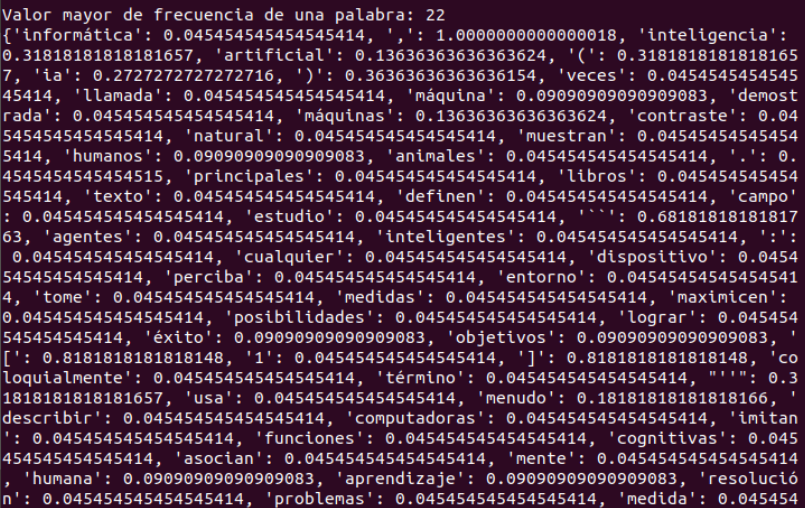 Valor mayor de frecuencia de una palabra: 22
{'informática': 0.045454545454545414, ',': 1.0000000000000018, 'inteligencia':
0.31818181818181657, 'artificial': 0.13636363636363624, '(': 0.3181818181818165
7, 'ia': 0.2727272727272716, ')': 0.36363636363636154, 'veces': 0.0454545454545
45414, 'llamada': 0.045454545454545414, 'máquina': 0.09090909090909083, 'demost
rada': 0.045454545454545414, 'máquinas': 0.13636363636363624, 'contraste': 0.04
5454545454545414, 'natural': 0.045454545454545414, 'muestran': 0.04545454545454
5414, 'humanos': 0.09090909090909083, 'animales': 0.045454545454545414, '.': 0.
4545454545454515, 'principales': 0.045454545454545414, 'libros': 0.045454545454
545414, 'texto': 0.045454545454545414, 'definen': 0.045454545454545414, 'campo'
: 0.045454545454545414, 'estudio': 0.045454545454545414, '``': 0.68181818181817
63, 'agentes': 0.045454545454545414, 'inteligentes': 0.045454545454545414, ':':
 0.045454545454545414, 'cualquier': 0.045454545454545414, 'dispositivo': 0.0454
54545454545414, 'perciba': 0.045454545454545414, 'entorno': 0.04545454545454541
4, 'tome': 0.045454545454545414, 'medidas': 0.045454545454545414, 'maximicen':
0.045454545454545414, 'posibilidades': 0.045454545454545414, 'lograr': 0.045454
545454545414, 'éxito': 0.09090909090909083, 'objetivos': 0.09090909090909083, '
[': 0.8181818181818148, '1': 0.045454545454545414, ']': 0.8181818181818148, 'co
loquialmente': 0.045454545454545414, 'término': 0.045454545454545414, "''": 0.3
1818181818181657, 'usa': 0.045454545454545414, 'menudo': 0.18181818181818166, '
describir': 0.045454545454545414, 'computadoras': 0.045454545454545414, 'imitan
': 0.045454545454545414, 'funciones': 0.045454545454545414, 'cognitivas': 0.045
454545454545414, 'asocian': 0.045454545454545414, 'mente': 0.045454545454545414
, 'humana': 0.09090909090909083, 'aprendizaje': 0.09090909090909083, 'resolució
n': 0.045454545454545414, 'problemas': 0.045454545454545414, 'medida': 0.045454